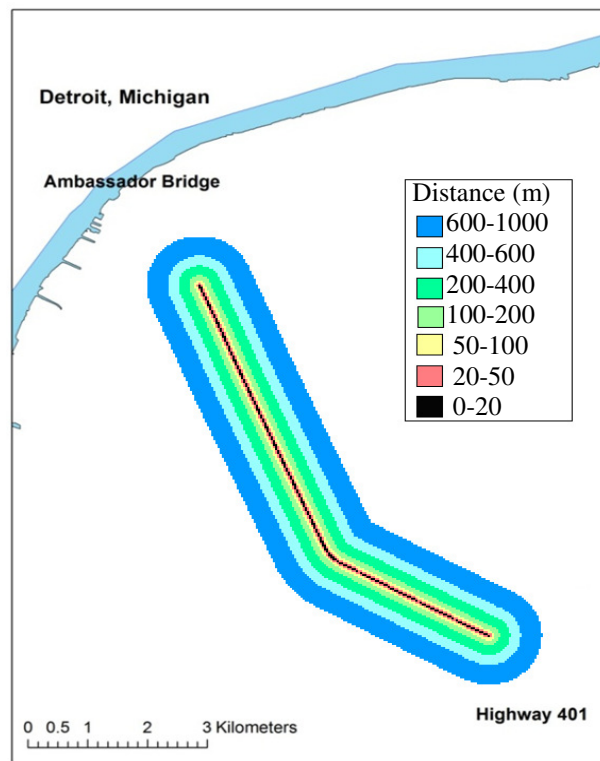 Detroit, Michigan
Ambassador Bridge
Distance (m)
600-1000
400-600
200-400
100-200
50-100
20-50
0-20
0 0.5 1 2 3 Kilometers
Highway 401